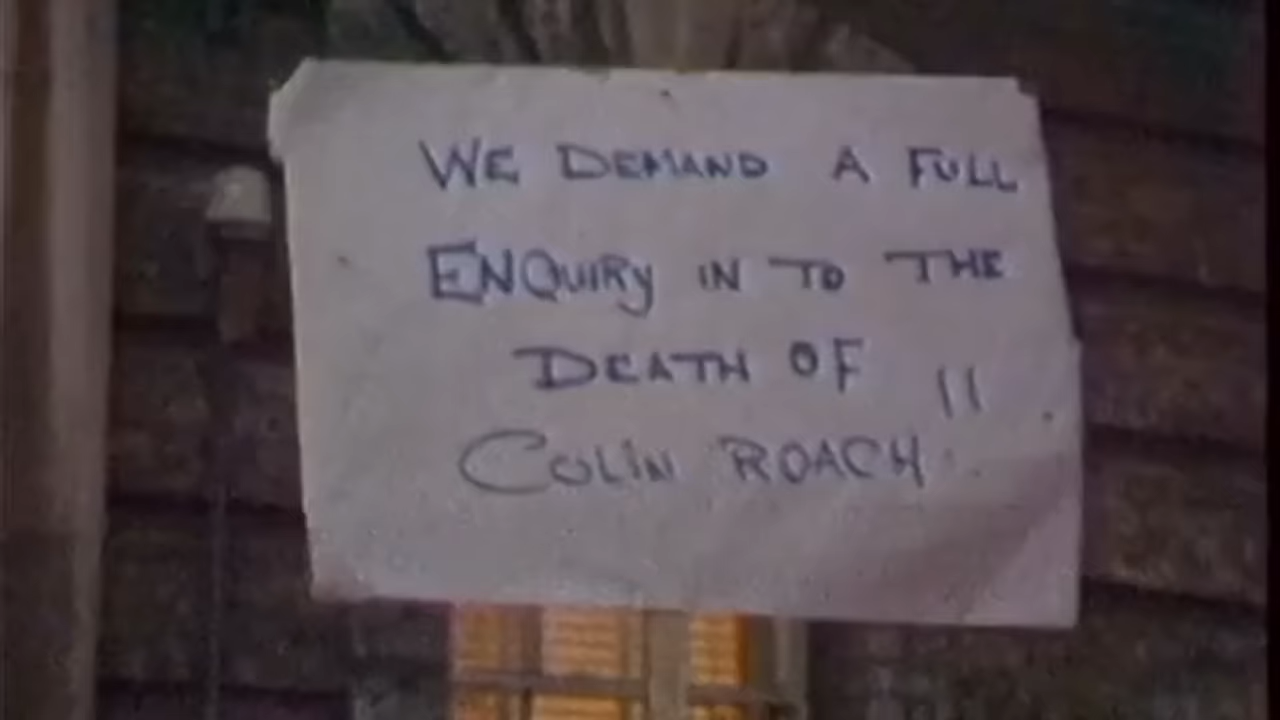 WE DEMAND A FULL
ENQUIRY IN TO THE
DEATH OF
COLIN ROACH !!